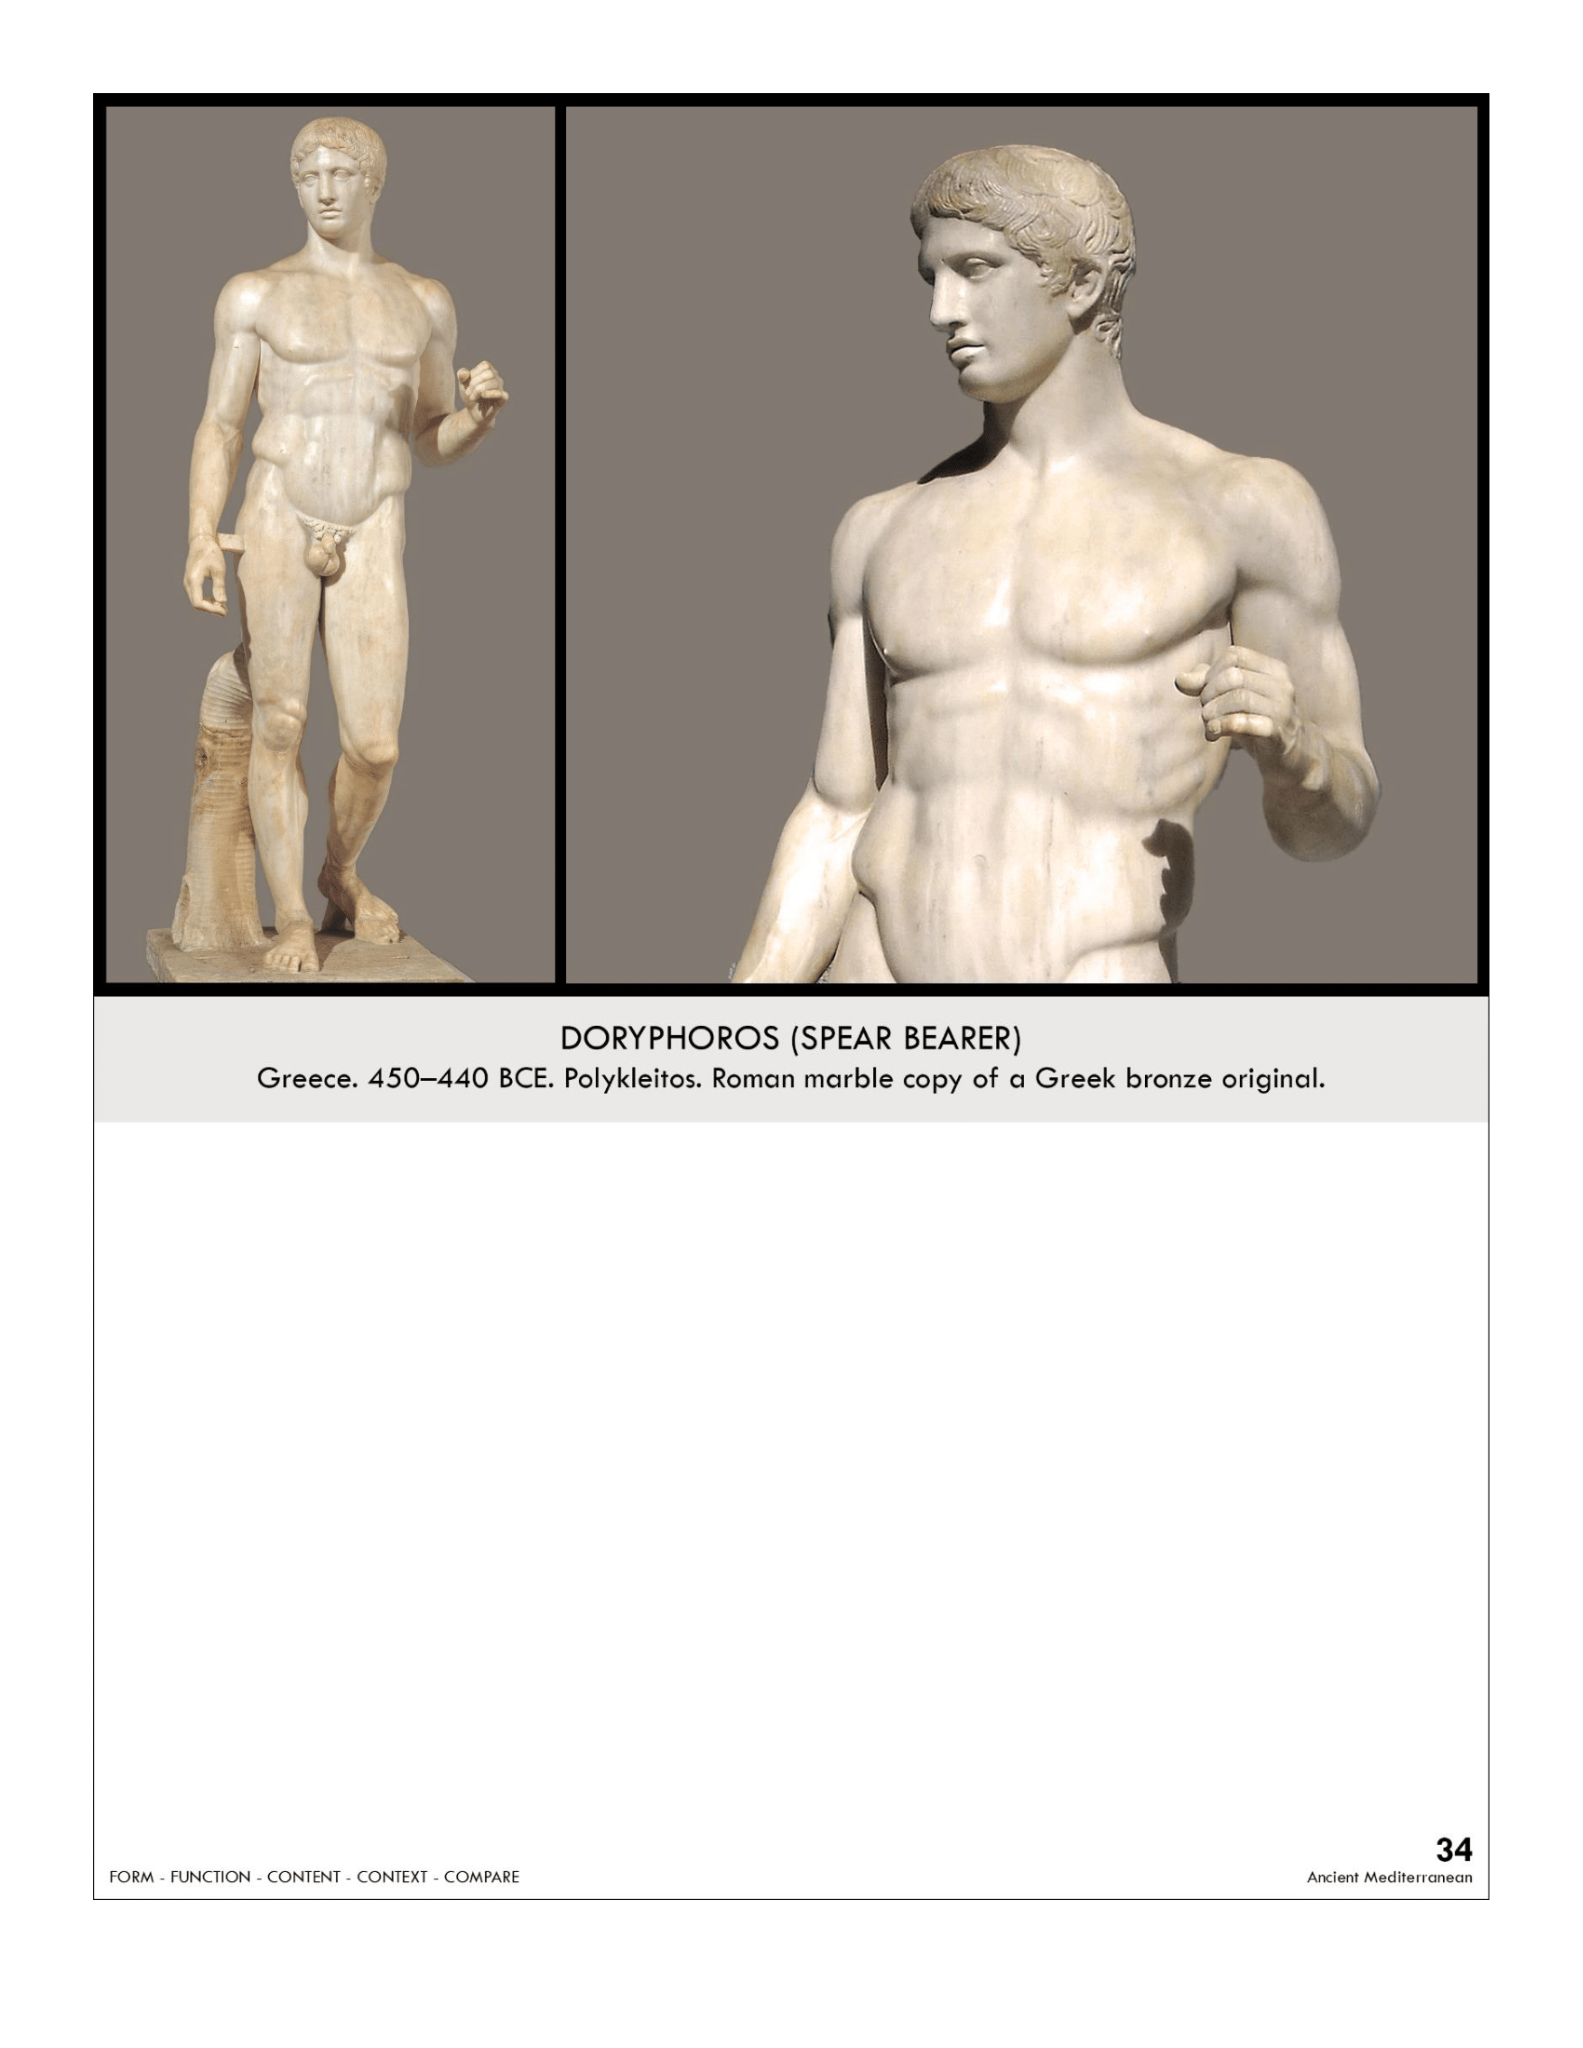 DORYPHOROS (SPEAR BEARER)
Greece. 450–440 BCE. Polykleitos. Roman marble copy of a Greek bronze original.
34
FORM - FUNCTION - CONTENT - CONTEXT - COMPARE
Ancient Mediterranean